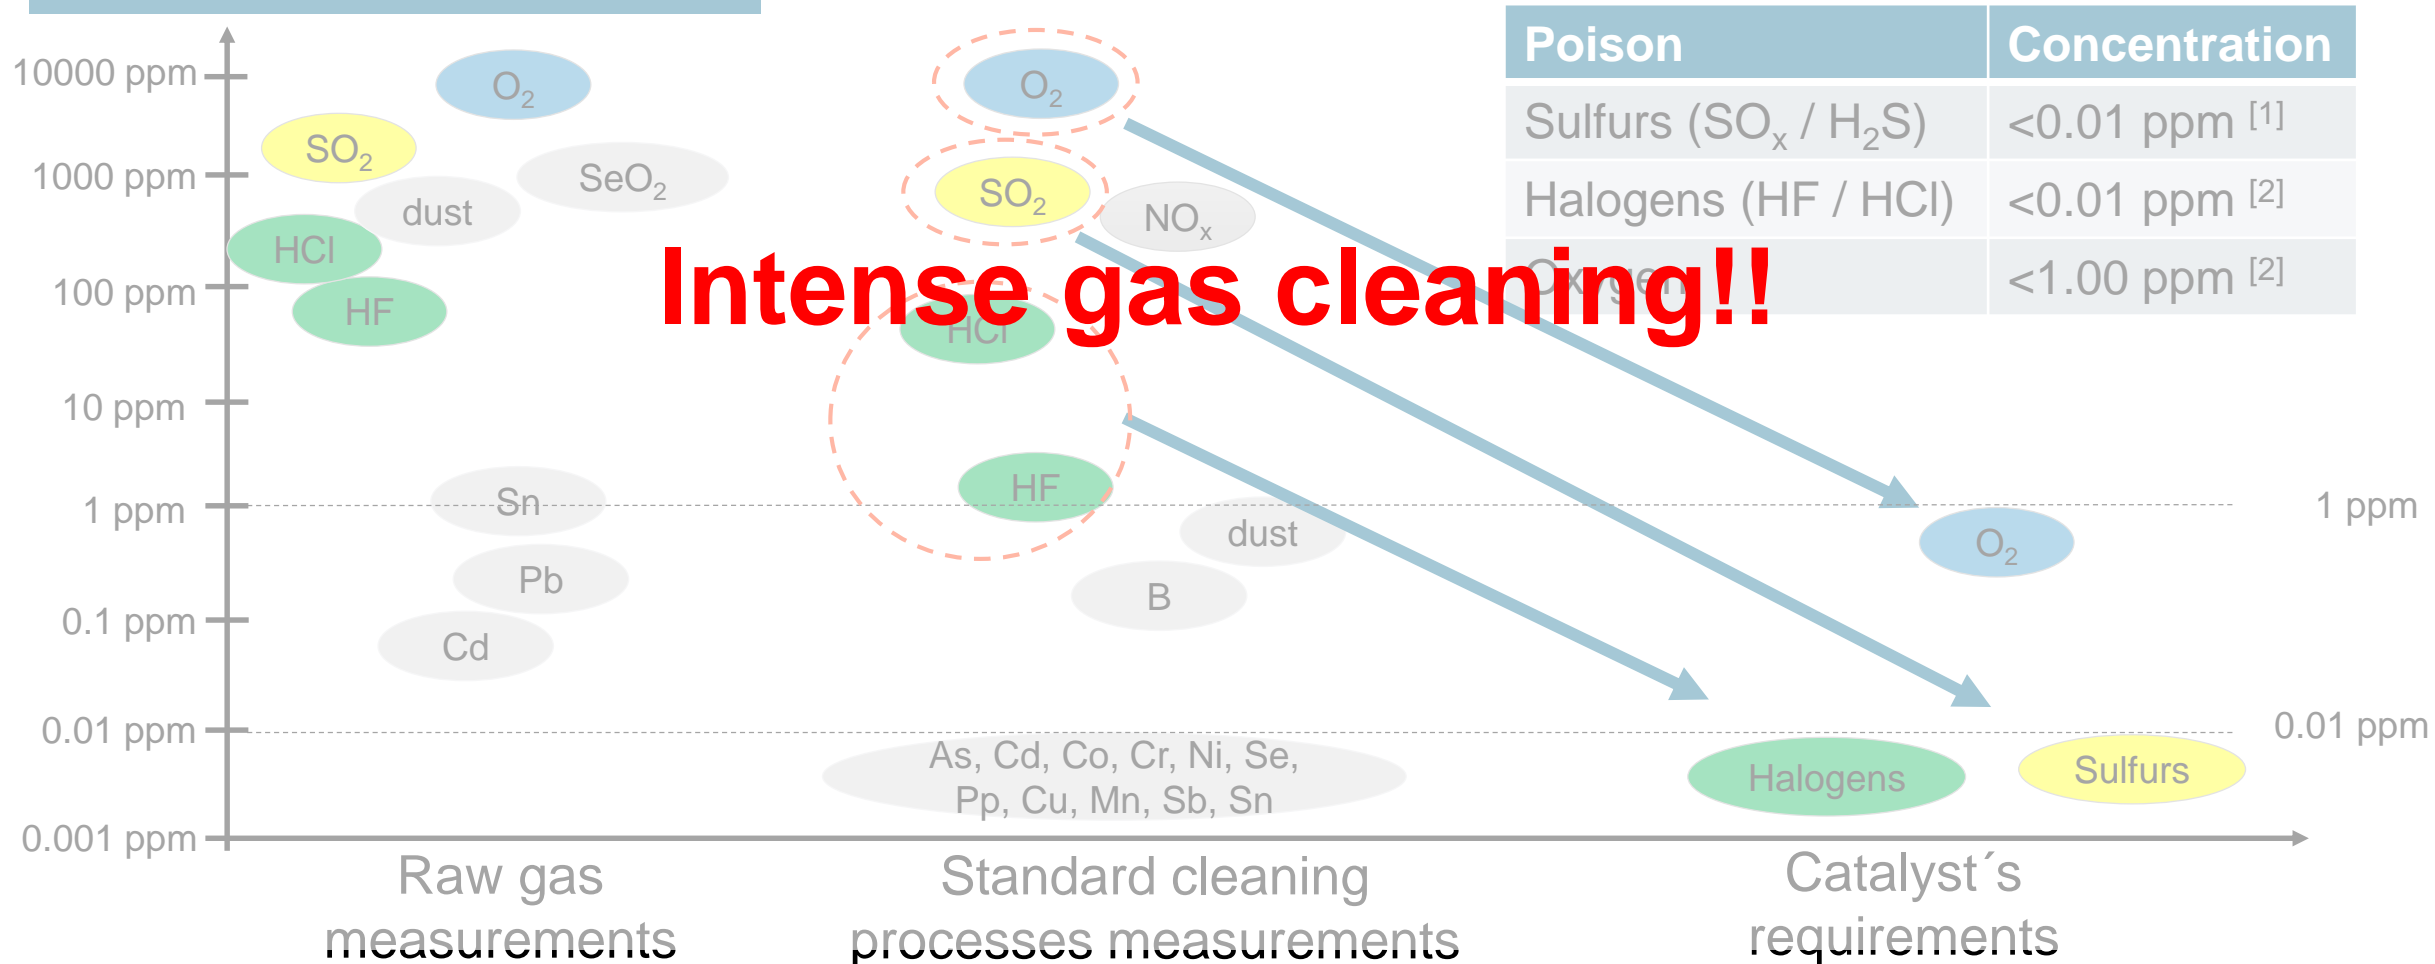 Poison Concentration
Sulfurs (SOₓ / H₂S) <0.01 ppm [1]
Halogens (HF / HCl) <0.01 ppm [2]
Oxygen <1.00 ppm [2]
Intense gas cleaning!!
10000 ppm
1000 ppm
100 ppm
10 ppm
1 ppm
0.1 ppm
0.01 ppm
0.001 ppm
O₂
SO₂
SeO₂
dust
HCl
HF
Sn
Pb
Cd
Raw gas
measurements
O₂
SO₂
NOₓ
HCl
HF
dust
B
As, Cd, Co, Cr, Ni, Se,
Pp, Cu, Mn, Sb, Sn
Standard cleaning
processes measurements
O₂
Halogens
Sulfurs
Catalyst´s
requirements
1 ppm
0.01 ppm